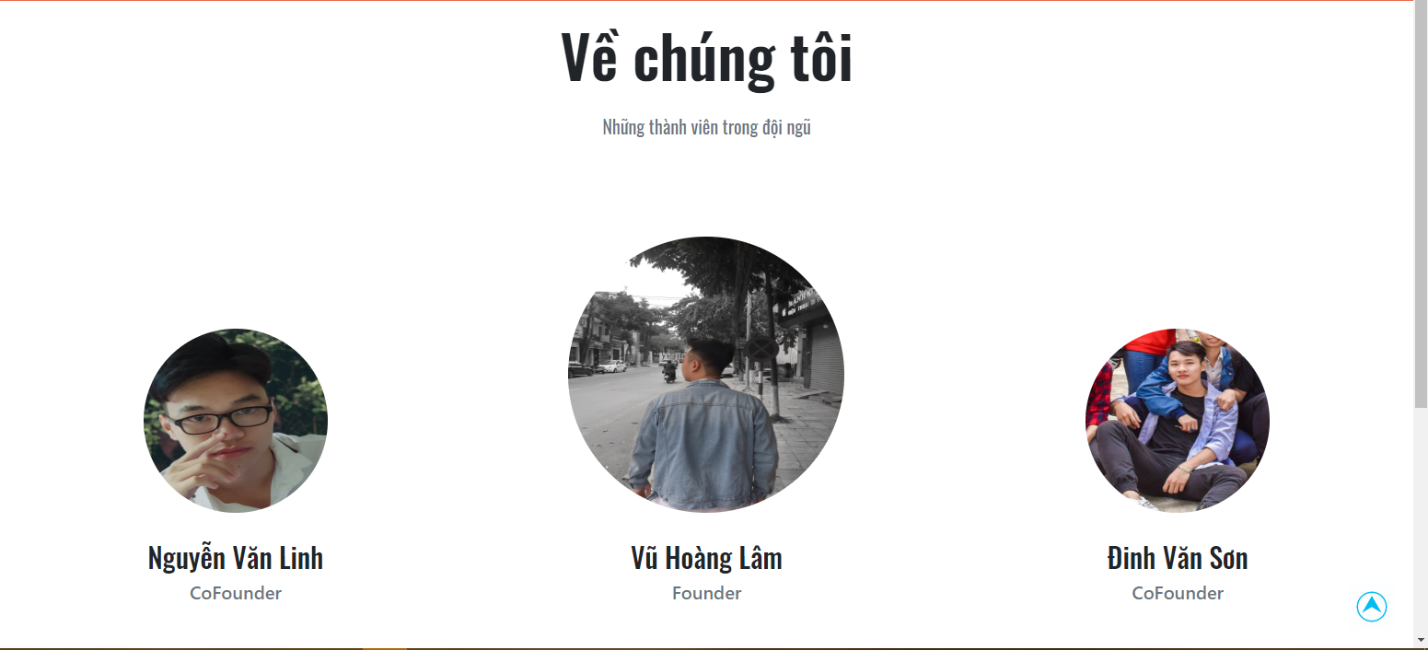 Về chúng tôi
Những thành viên trong đội ngũ
Nguyễn Văn Linh
CoFounder
Vũ Hoàng Lâm
Founder
Đinh Văn Sơn
CoFounder